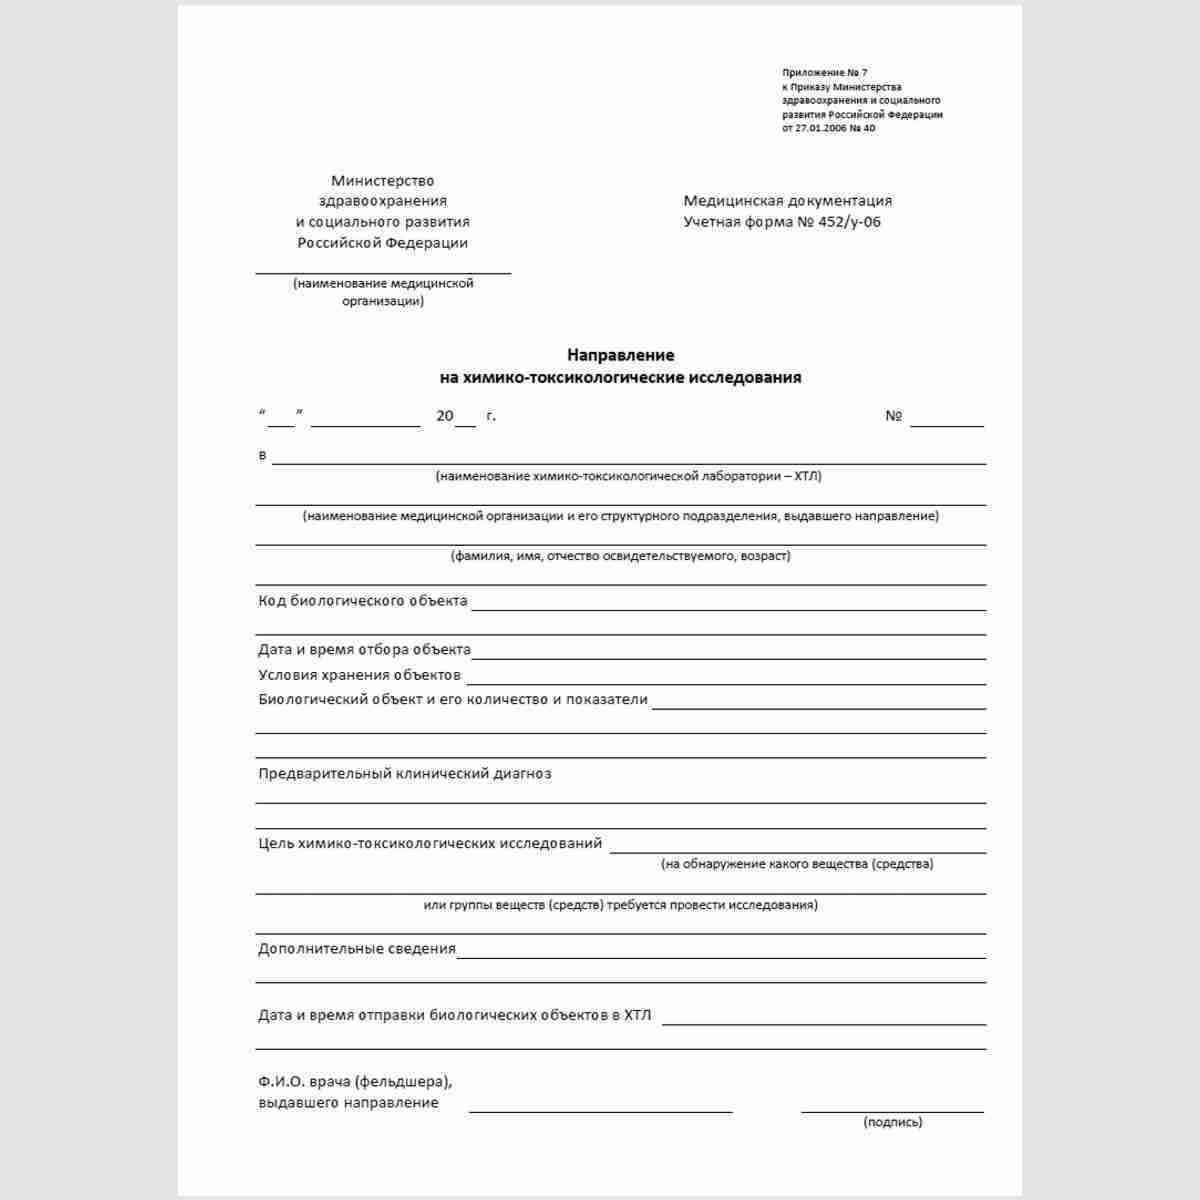 Приложение № 7
к Приказу Министерства
здравоохранения и социального
развития Российской Федерации
от 27.01.2006 № 40
Министерство
здравоохранения
и социального развития
Российской Федерации
Медицинская документация
Учетная форма № 452/у-06
(наименование медицинской
организации)
Направление
на химико-токсикологические исследования
“___” ____________ 20___ г. № ________
в
(наименование химико-токсикологической лаборатории – ХТЛ)
(наименование медицинской организации и его структурного подразделения, выдавшего направление)
(фамилия, имя, отчество освидетельствуемого, возраст)
Код биологического объекта
Дата и время отбора объекта
Условия хранения объектов
Биологический объект и его количество и показатели
Предварительный клинический диагноз
Цель химико-токсикологических исследований
(на обнаружение какого вещества (средства)
или группы веществ (средств) требуется провести исследования)
Дополнительные сведения
Дата и время отправки биологических объектов в ХТЛ
Ф.И.О. врача (фельдшера),
выдавшего направление
(подпись)